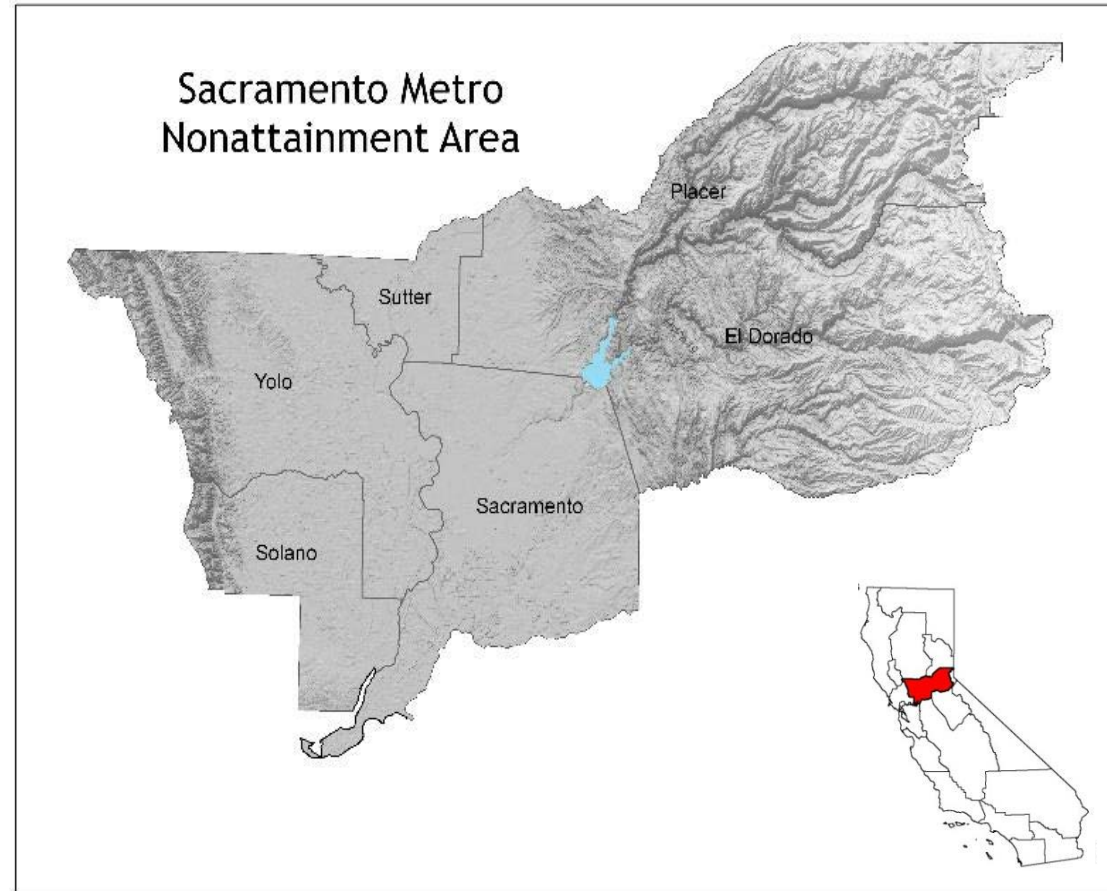 Sacramento Metro
Nonattainment Area
Placer
Sutter
El Dorado
Yolo
Sacramento
Solano